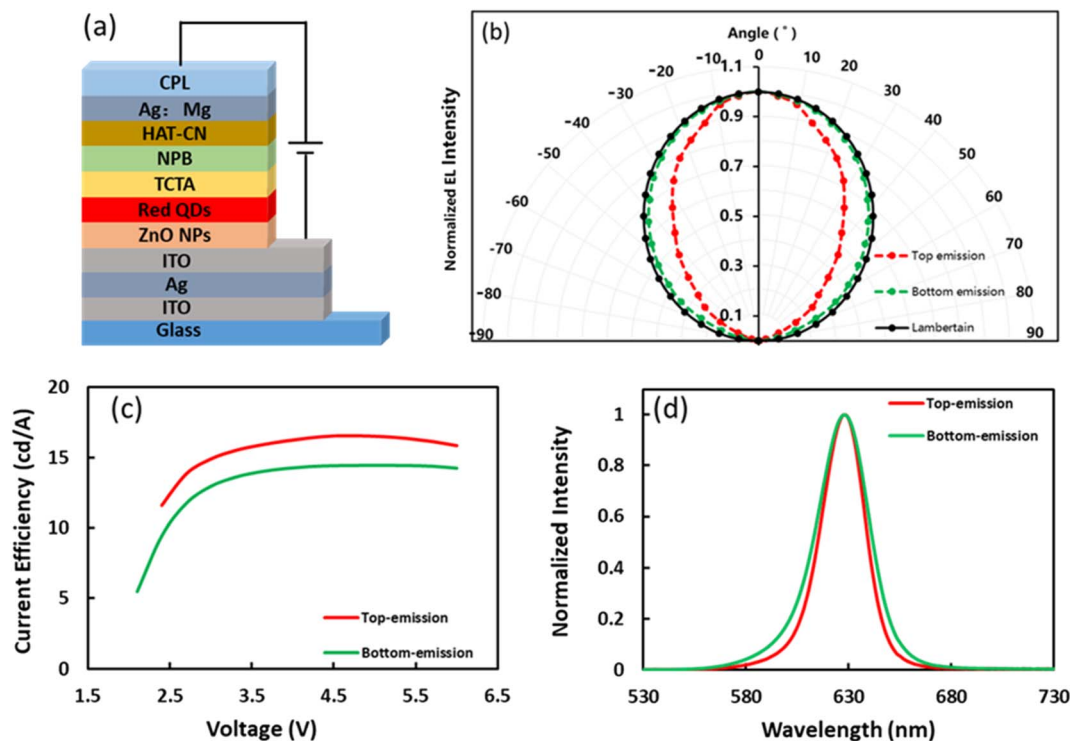 (a)
CPL
Ag: Mg
HAT-CN
NPB
TCTA
Red QDs
ZnO NPs
ITO
Ag
ITO
Glass
(b)
Angle (°)
-90
-80
-70
-60
-50
-40
-30
-20
-10
0
10
20
30
40
50
60
70
80
90
Normalized EL Intensity
1.1
0.9
0.7
0.5
0.3
0.1
Top emission
Bottom emission
Lambertain
(c)
Current Efficiency (cd/A)
20
15
10
5
0
Top-emission
Bottom-emission
1.5 2.5 3.5 4.5 5.5 6.5
Voltage (V)
(d)
Normalized Intensity
1
0.8
0.6
0.4
0.2
0
Top-emission
Bottom-emission
530 580 630 680 730
Wavelength (nm)